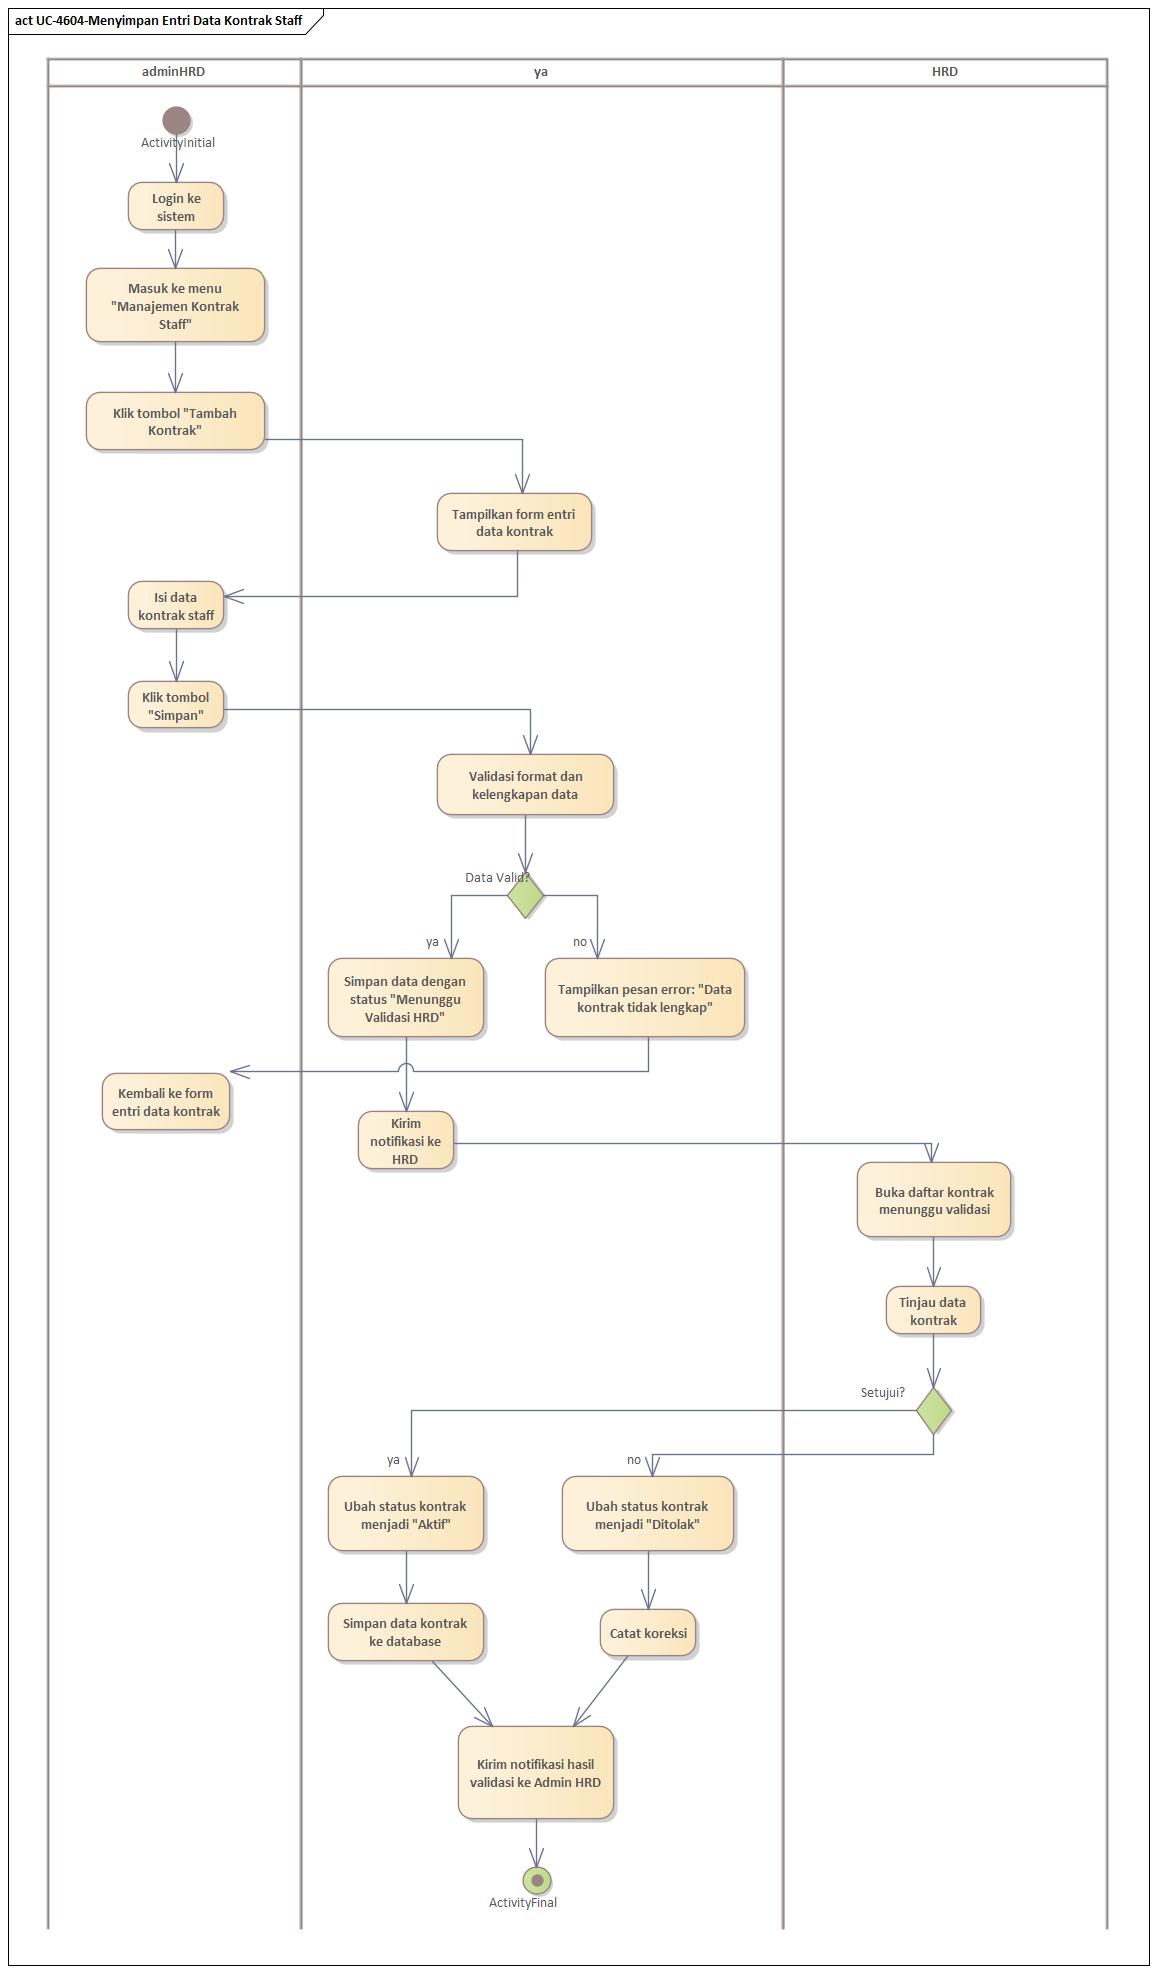 act UC-4604-Menyimpan Entri Data Kontrak Staff
adminHRD
ya
HRD
ActivityInitial
Login ke
sistem
Masuk ke menu
"Manajemen Kontrak
Staff"
Klik tombol "Tambah
Kontrak"
Tampilkan form entri
data kontrak
Isi data
kontrak staff
Klik tombol
"Simpan"
Validasi format dan
kelengkapan data
Data Valid?
ya
no
Simpan data dengan
status "Menunggu
Validasi HRD"
Tampilkan pesan error: "Data
kontrak tidak lengkap"
Kembali ke form
entri data kontrak
Kirim
notifikasi ke
HRD
Buka daftar kontrak
menunggu validasi
Tinjau data
kontrak
Setujui?
ya
no
Ubah status kontrak
menjadi "Aktif"
Ubah status kontrak
menjadi "Ditolak"
Simpan data kontrak
ke database
Catat koreksi
Kirim notifikasi hasil
validasi ke Admin HRD
ActivityFinal